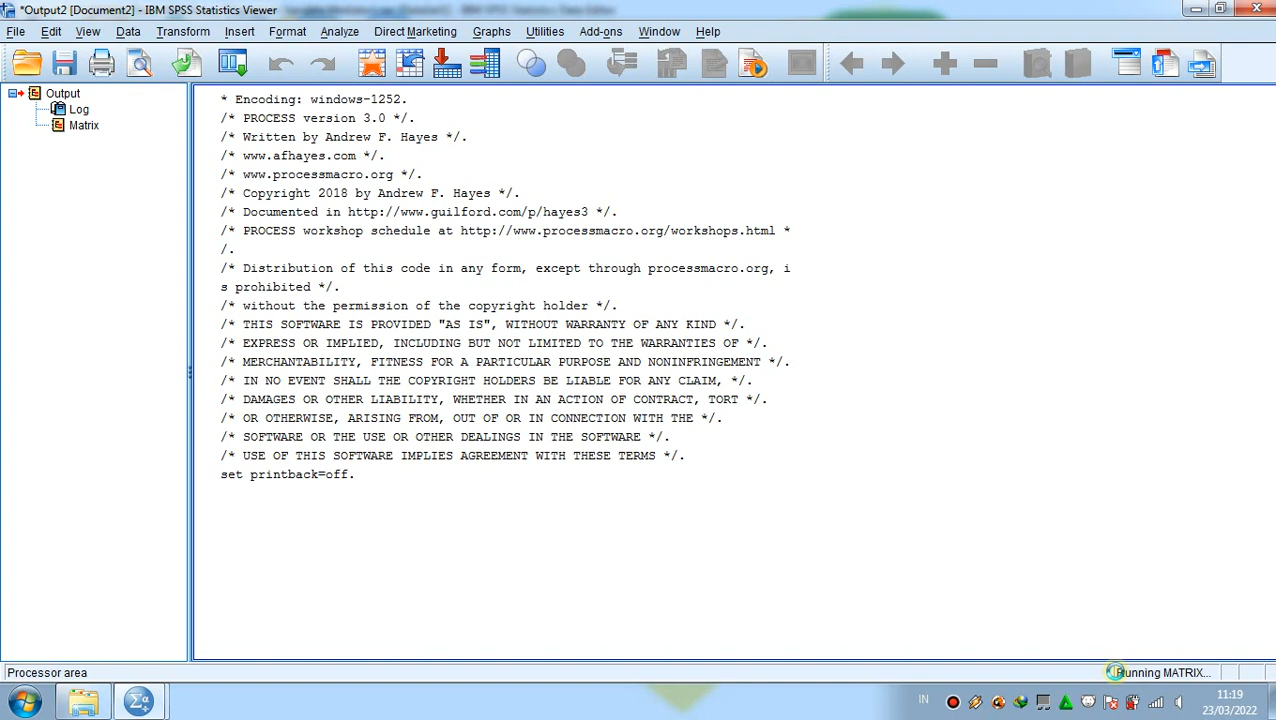 *Output2 [Document2] - IBM SPSS Statistics Viewer
File Edit View Data Transform Insert Format Analyze Direct Marketing Graphs Utilities Add-ons Window Help
Output
Log
Matrix
* Encoding: windows-1252.
/* PROCESS version 3.0 */.
/* Written by Andrew F. Hayes */.
/* www.afhayes.com */.
/* www.processmacro.org */.
/* Copyright 2018 by Andrew F. Hayes */.
/* Documented in http://www.guilford.com/p/hayes3 */.
/* PROCESS workshop schedule at http://www.processmacro.org/workshops.html *
/.
/* Distribution of this code in any form, except through processmacro.org, i
s prohibited */.
/* without the permission of the copyright holder */.
/* THIS SOFTWARE IS PROVIDED "AS IS", WITHOUT WARRANTY OF ANY KIND */.
/* EXPRESS OR IMPLIED, INCLUDING BUT NOT LIMITED TO THE WARRANTIES OF */.
/* MERCHANTABILITY, FITNESS FOR A PARTICULAR PURPOSE AND NONINFRINGEMENT */.
/* IN NO EVENT SHALL THE COPYRIGHT HOLDERS BE LIABLE FOR ANY CLAIM, */.
/* DAMAGES OR OTHER LIABILITY, WHETHER IN AN ACTION OF CONTRACT, TORT */.
/* OR OTHERWISE, ARISING FROM, OUT OF OR IN CONNECTION WITH THE */.
/* SOFTWARE OR THE USE OR OTHER DEALINGS IN THE SOFTWARE */.
/* USE OF THIS SOFTWARE IMPLIES AGREEMENT WITH THESE TERMS */.
set printback=off.
Processor area
Running MATRIX...
IN
11:19
23/03/2022